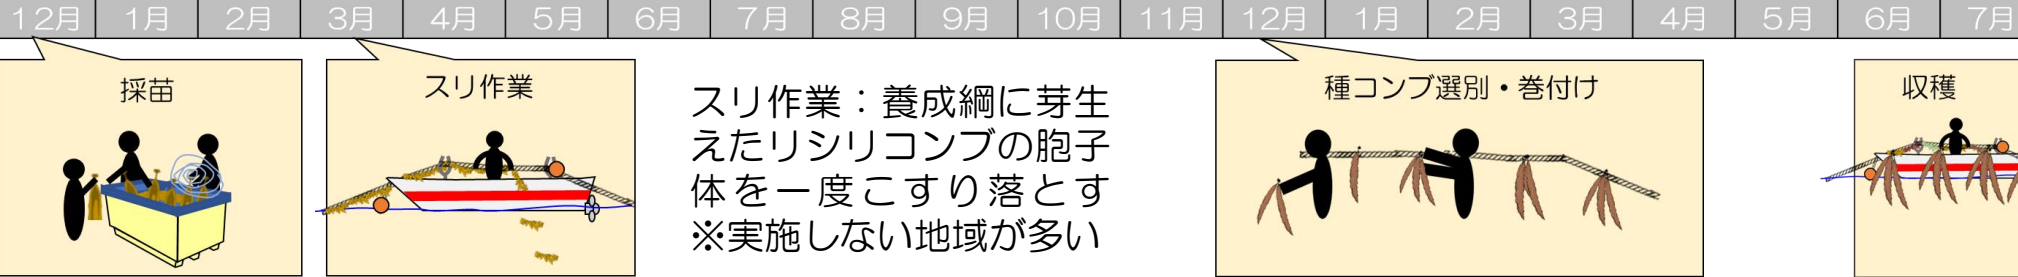 12月 1月 2月 3月 4月 5月 6月 7月 8月 9月 10月 11月 12月 1月 2月 3月 4月 5月 6月 7月
採苗
スリ作業
スリ作業：養成綱に芽生
えたリシリコンブの胞子
体を一度こすり落とす
※実施しない地域が多い
種コンブ選別・巻付け
収穫